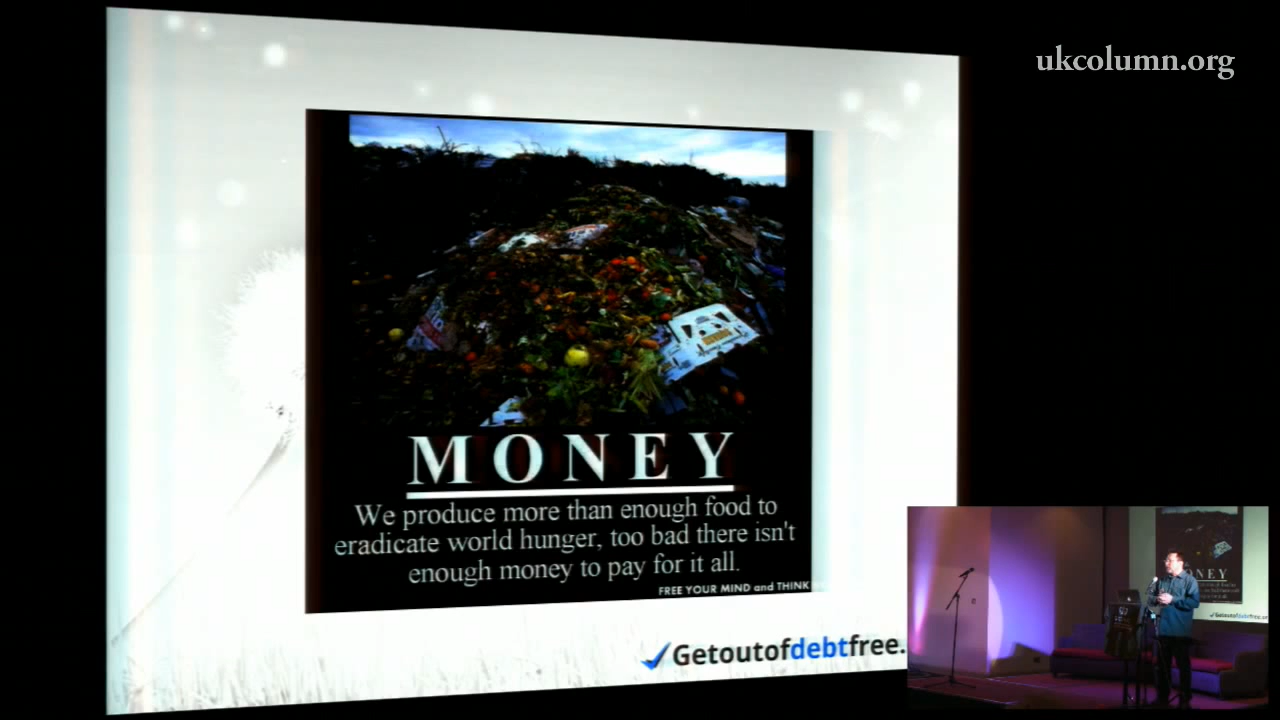 ukcolumn.org
MONEY
We produce more than enough food to
eradicate world hunger, too bad there isn't
enough money to pay for it all.
FREE YOUR MIND and THINK
Getoutofdebtfree.